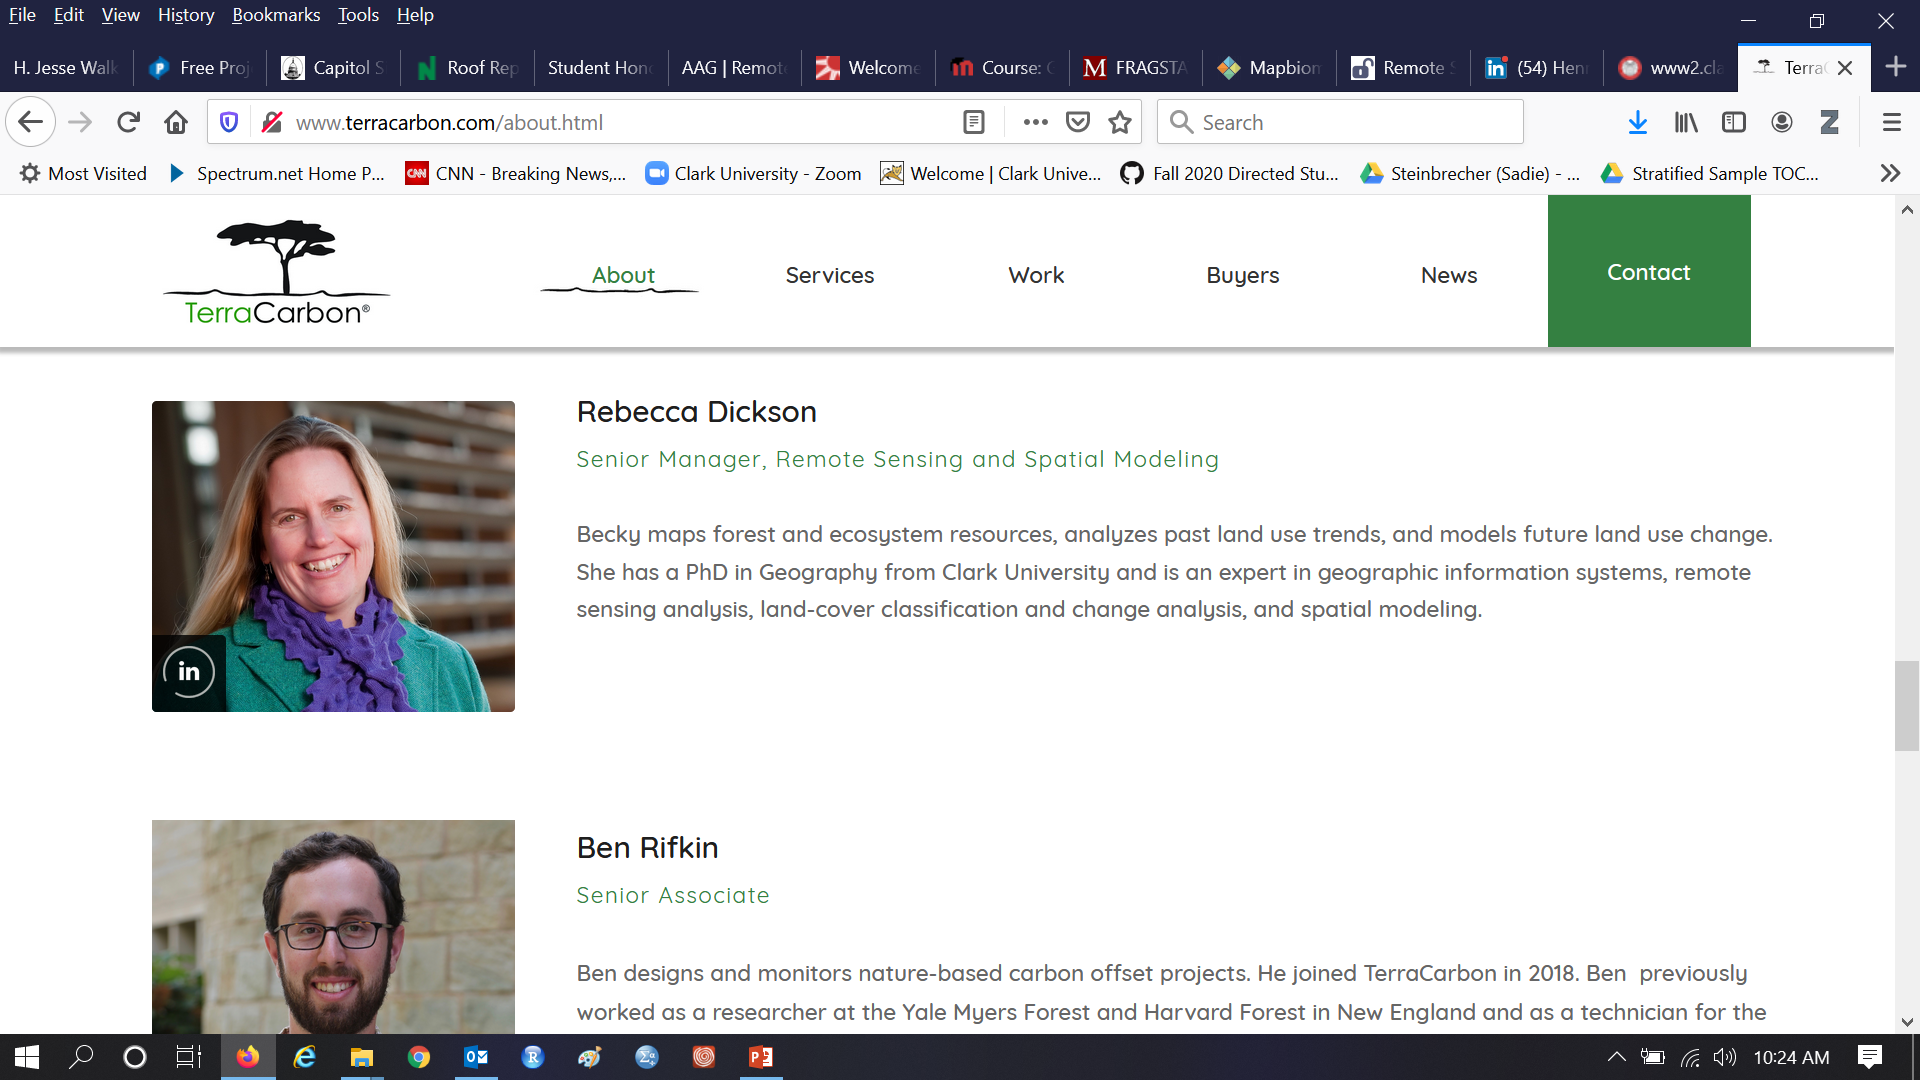 File Edit View History Bookmarks Tools Help
H. Jesse Walk Free Proj Capitol S Roof Rep Student Hono AAG | Remot Welcome Course: C FRAGSTA Mapbiom Remote S (54) Henr www2.cla Terra
www.terracarbon.com/about.html Search
Most Visited Spectrum.net Home P... CNN - Breaking News,... Clark University - Zoom Welcome | Clark Unive... Fall 2020 Directed Stu... Steinbrecher (Sadie) - ... Stratified Sample TOC...
TerraCarbon®
About Services Work Buyers News Contact
Rebecca Dickson
Senior Manager, Remote Sensing and Spatial Modeling
Becky maps forest and ecosystem resources, analyzes past land use trends, and models future land use change.
She has a PhD in Geography from Clark University and is an expert in geographic information systems, remote
sensing analysis, land-cover classification and change analysis, and spatial modeling.
in
Ben Rifkin
Senior Associate
Ben designs and monitors nature-based carbon offset projects. He joined TerraCarbon in 2018. Ben previously
worked as a researcher at the Yale Myers Forest and Harvard Forest in New England and as a technician for the
10:24 AM